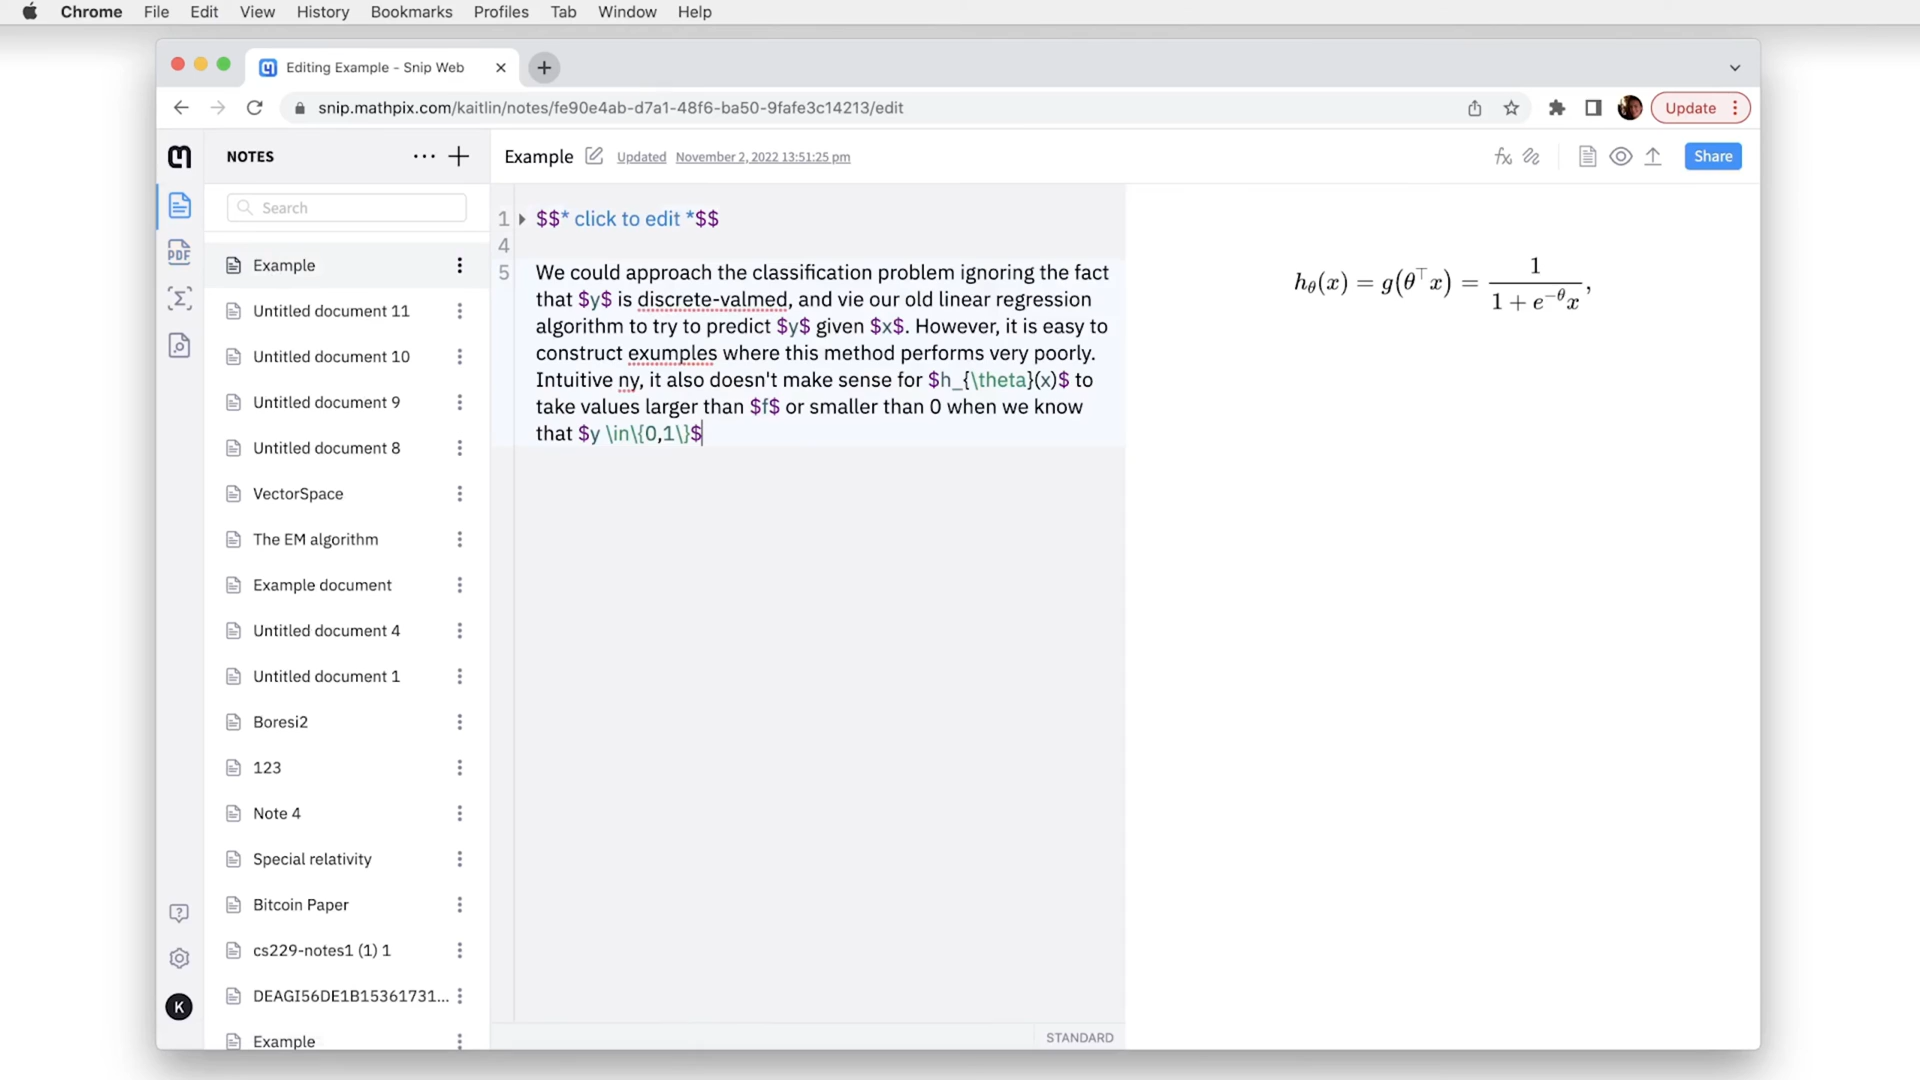 Chrome File Edit View History Bookmarks Profiles Tab Window Help
Editing Example - Snip Web
snip.mathpix.com/kaitlin/notes/fe90e4ab-d7a1-48f6-ba50-9fafe3c14213/edit
Update
NOTES
Search
Example
Untitled document 11
Untitled document 10
Untitled document 9
Untitled document 8
VectorSpace
The EM algorithm
Example document
Untitled document 4
Untitled document 1
Boresi2
123
Note 4
Special relativity
Bitcoin Paper
cs229-notes1 (1) 1
DEAGI56DE1B15361731...
Example
PDF
K
Example Updated November 2, 2022 13:51:25 pm
fx
Share
1 $$* click to edit *$$
4
5 We could approach the classification problem ignoring the fact
that $y$ is discrete-valmed, and vie our old linear regression
algorithm to try to predict $y$ given $x$. However, it is easy to
construct exumples where this method performs very poorly.
Intuitive ny, it also doesn't make sense for $h_{\theta}(x)$ to
take values larger than $f$ or smaller than 0 when we know
that $y \in\{0,1\}$
STANDARD
h_θ(x) = g(θ^⊤ x) = 1 / (1 + e^{−θ} x),